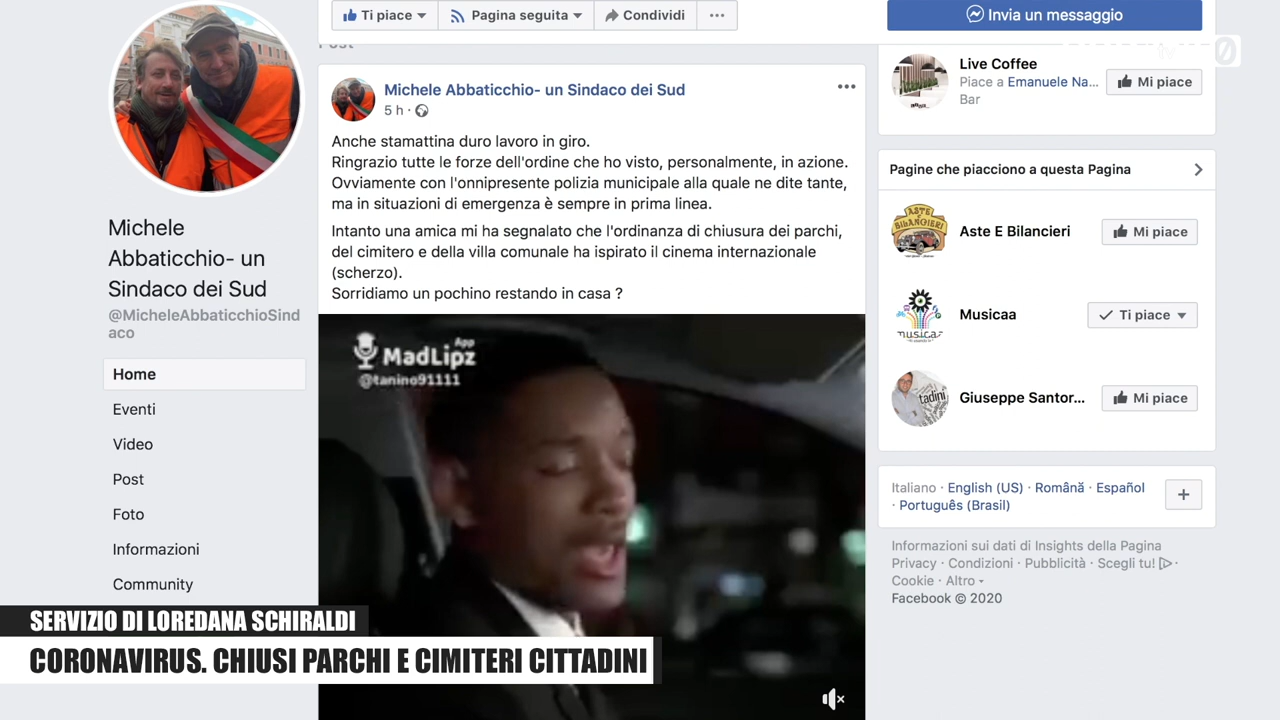 Ti piace
Pagina seguita
Condividi
Invia un messaggio
Post
Michele Abbaticchio- un Sindaco dei Sud
5 h
Anche stamattina duro lavoro in giro.
Ringrazio tutte le forze dell'ordine che ho visto, personalmente, in azione.
Ovviamente con l'onnipresente polizia municipale alla quale ne dite tante,
ma in situazioni di emergenza è sempre in prima linea.
Intanto una amica mi ha segnalato che l'ordinanza di chiusura dei parchi,
del cimitero e della villa comunale ha ispirato il cinema internazionale
(scherzo).
Sorridiamo un pochino restando in casa ?
App
MadLipz
@tanino91111
Michele
Abbaticchio- un
Sindaco dei Sud
@MicheleAbbaticchioSind
aco
Home
Eventi
Video
Post
Foto
Informazioni
Community
Live Coffee
Piace a Emanuele Na...
Bar
Mi piace
Pagine che piacciono a questa Pagina
ASTE
E
BILANCIERI
Aste E Bilancieri
Mi piace
musicaa
Musicaa
Ti piace
tadini
Giuseppe Santor...
Mi piace
Italiano · English (US) · Română · Español
· Português (Brasil)
Informazioni sui dati di Insights della Pagina
Privacy · Condizioni · Pubblicità · Scegli tu! ·
Cookie · Altro
Facebook © 2020
SERVIZIO DI LOREDANA SCHIRALDI
CORONAVIRUS. CHIUSI PARCHI E CIMITERI CITTADINI